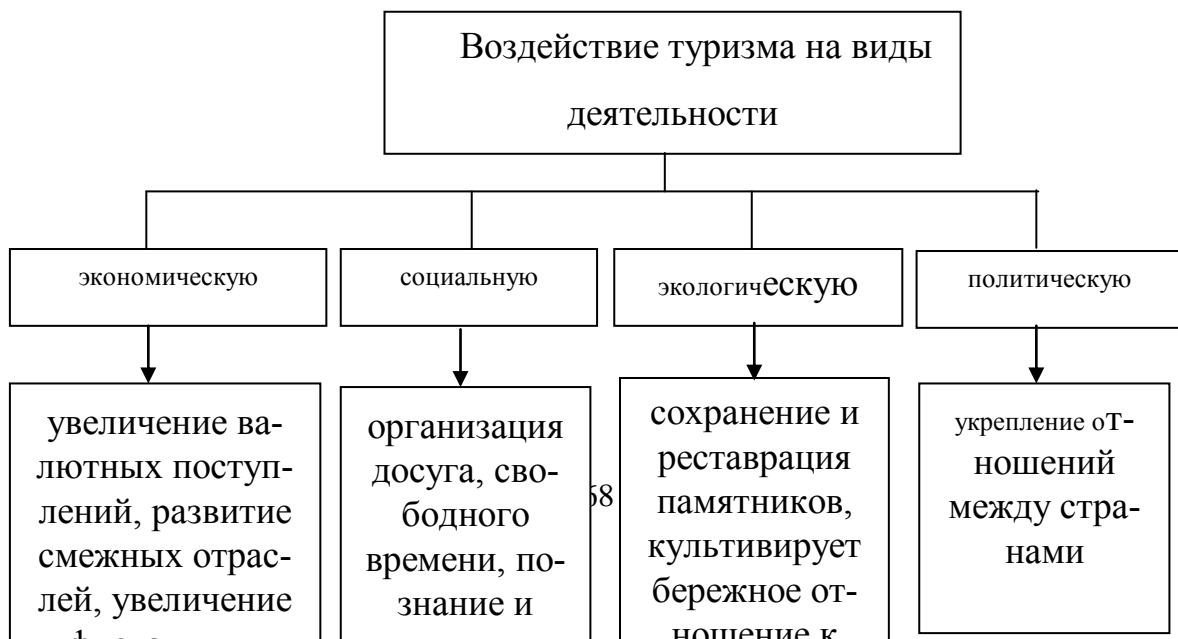 Воздействие туризма на виды
деятельности
экономическую
социальную
экологическую
политическую
увеличение ва-
лютных поступ-
лений, развитие
смежных отрас-
лей, увеличение
организация
досуга, сво-
бодного
времени, по-
знание и
68
сохранение и
реставрация
памятников,
культивирует
бережное от-
ношение к
укрепление от-
ношений
между стра-
нами